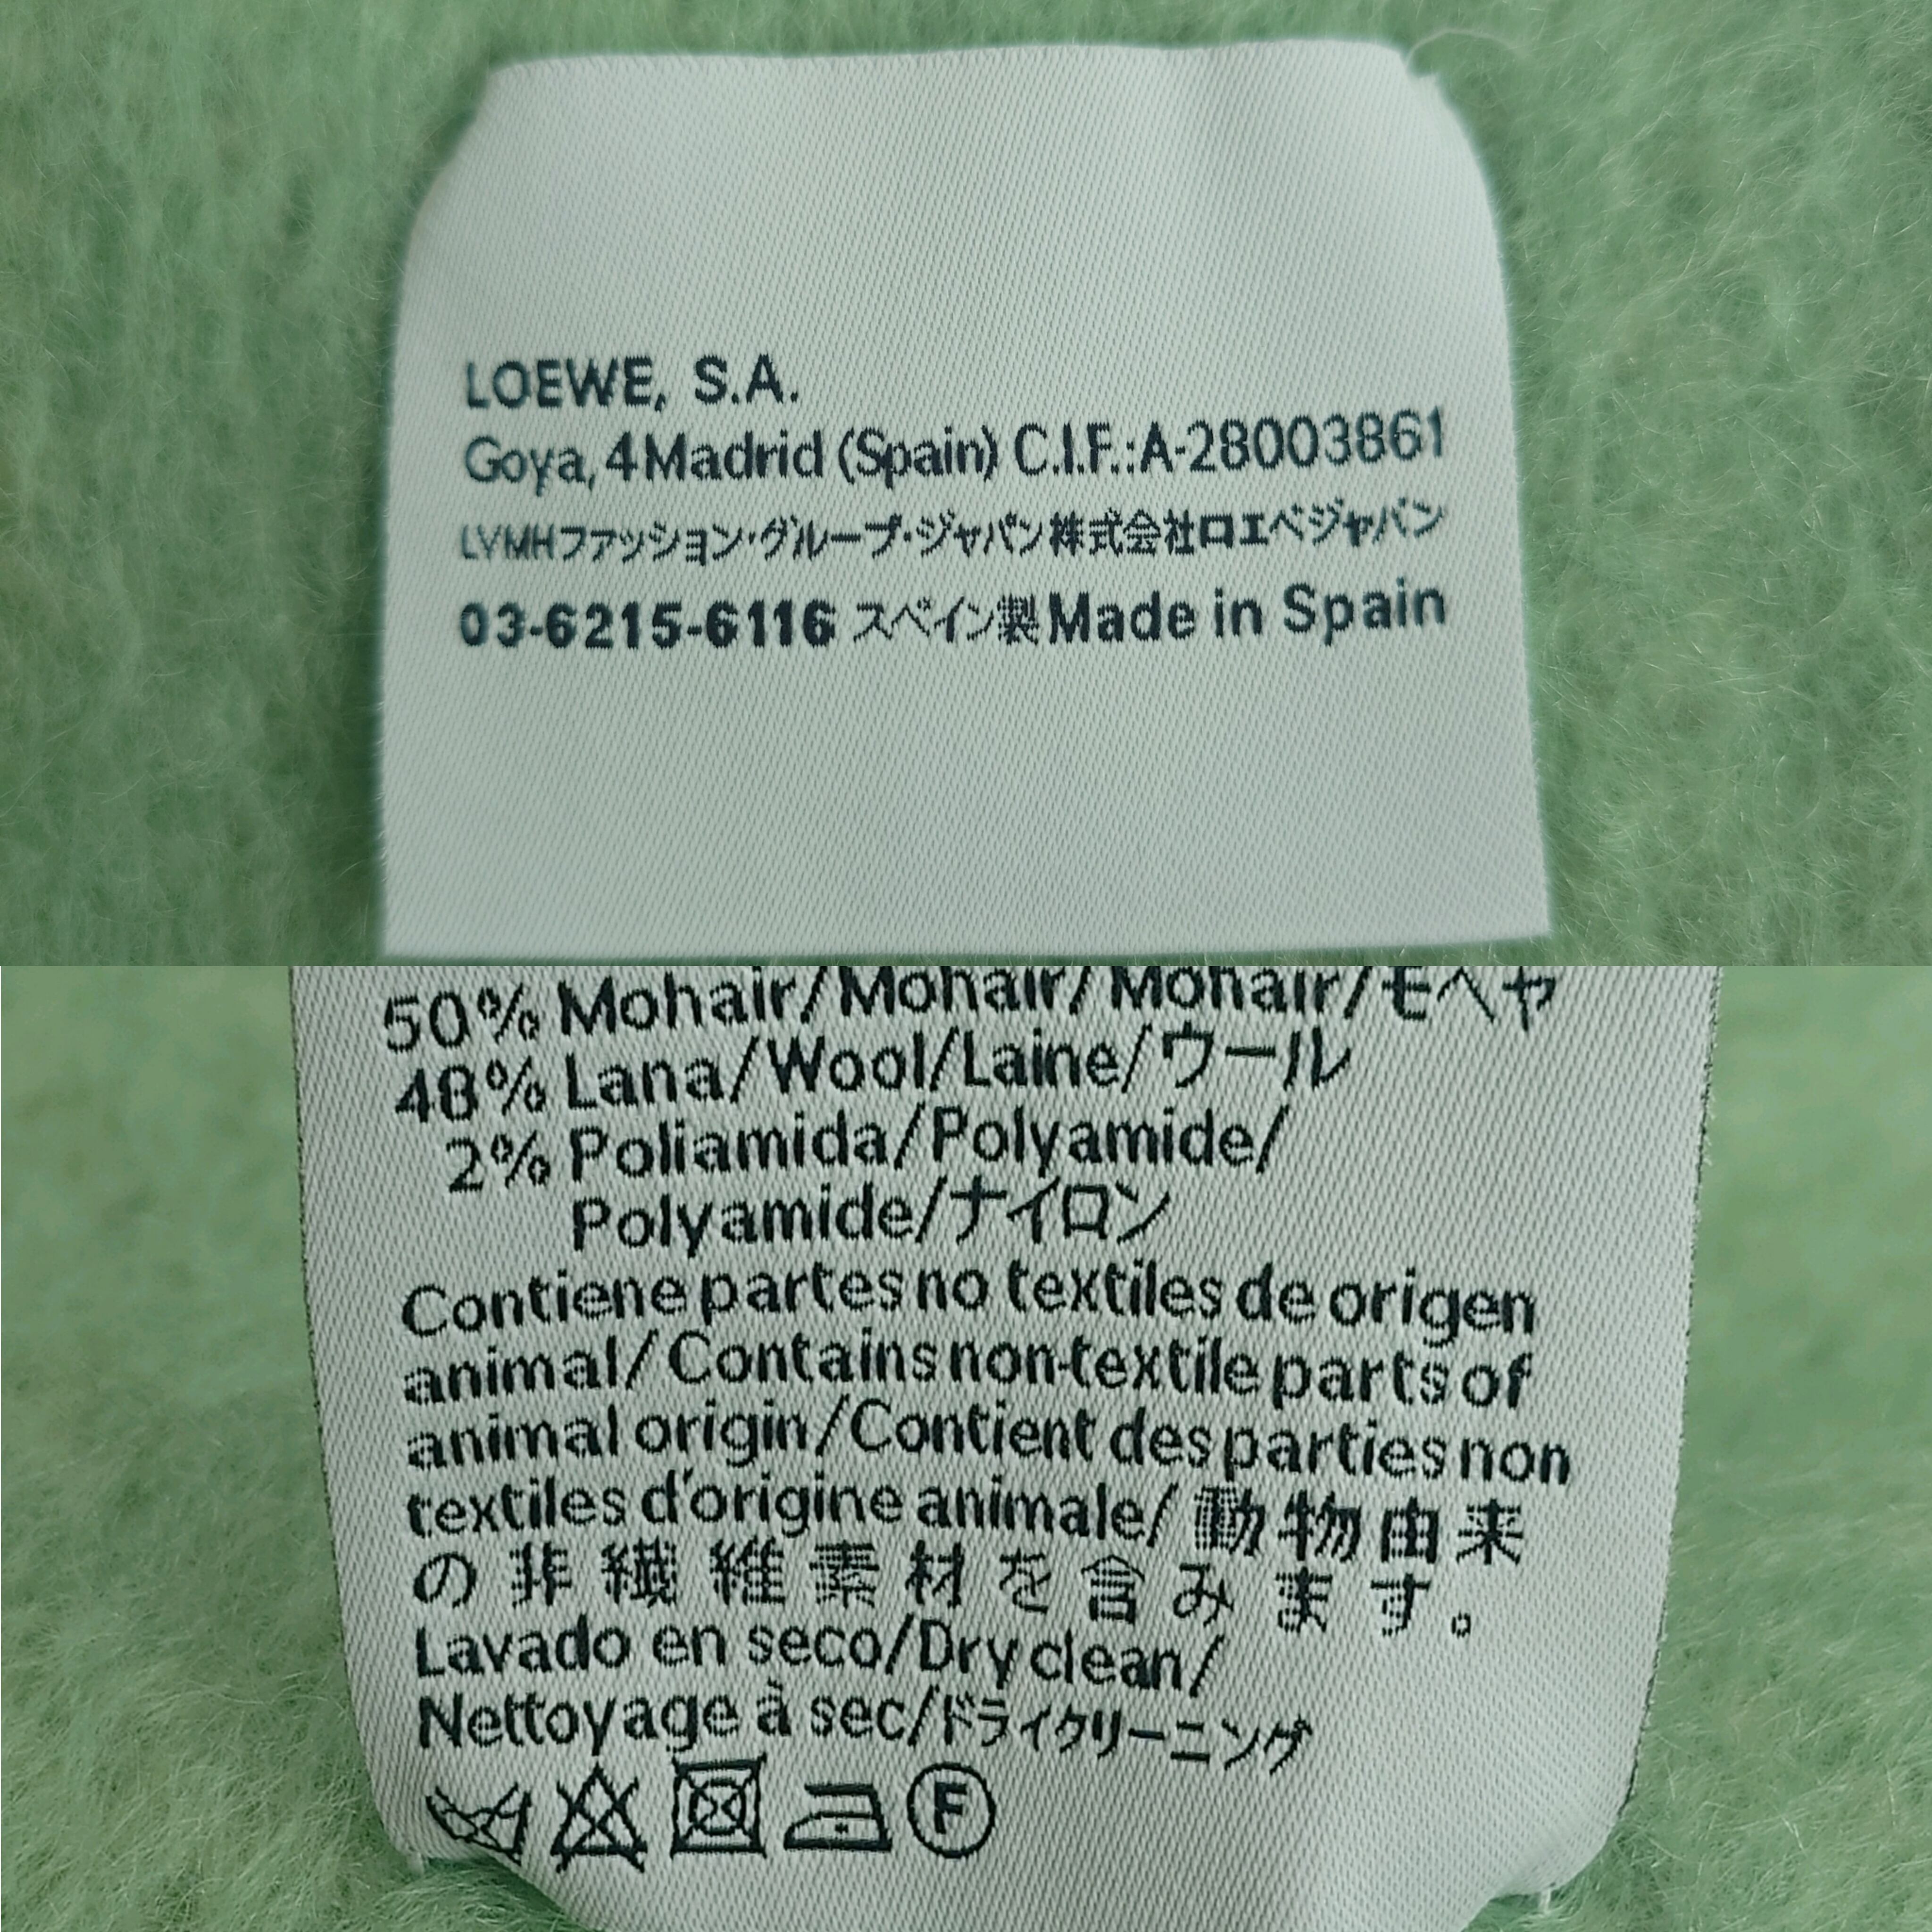 LOEWE, S.A.
Goya, 4 Madrid (Spain) C.I.F.:A-28003861
LVMHファッション・グループ・ジャパン株式会社ロエベジャパン
03-6215-6116 スペイン製 Made in Spain
50% Mohair/Mohair/Mohair/モヘヤ
48% Lana/Wool/Laine/ウール
2% Poliamida/Polyamide/
Polyamide/ナイロン
Contiene partes no textiles de origen
animal/Contains non-textile parts of
animal origin/Contient des parties non
textiles d'origine animale/動物由来
の非繊維素材を含みます。
Lavado en seco/Dry clean/
Nettoyage à sec/ドライクリーニング
F